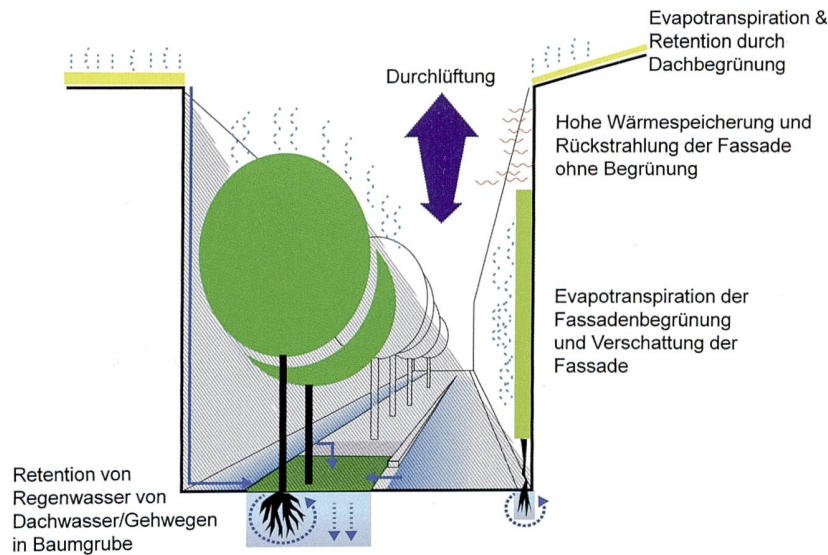 Evapotranspiration &
Retention durch
Dachbegrünung
Durchlüftung
Hohe Wärmespeicherung und
Rückstrahlung der Fassade
ohne Begrünung
Evapotranspiration der
Fassadenbegrünung
und Verschattung der
Fassade
Retention von
Regenwasser von
Dachwasser/Gehwegen
in Baumgrube